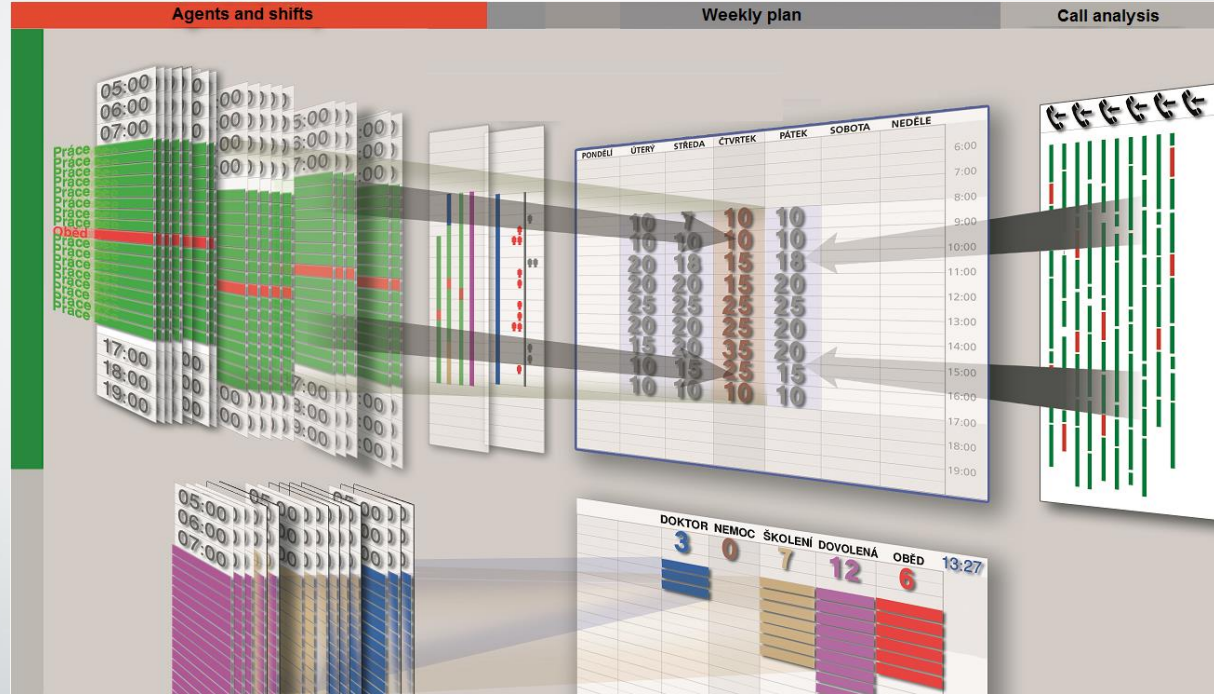 Agents and shifts
Weekly plan
Call analysis
05:00
06:00
07:00
Práce
Práce
Práce
Práce
Práce
Práce
Práce
Oběd
Práce
Práce
Práce
Práce
Práce
Práce
Práce
17:00
18:00
19:00
PONDĚLÍ ÚTERÝ STŘEDA ČTVRTEK PÁTEK SOBOTA NEDĚLE
6:00
7:00
8:00
10 7 10 10 9:00
10 10 10 10 10:00
20 18 15 18 11:00
20 20 15 20 12:00
25 25 25 25 13:00
20 20 25 20 14:00
15 20 35 20 15:00
10 15 25 15 16:00
10 10 10 10 17:00
18:00
19:00
05:00
06:00
07:00
DOKTOR NEMOC ŠKOLENÍ DOVOLENÁ OBĚD 13:27
3 0 7 12 6